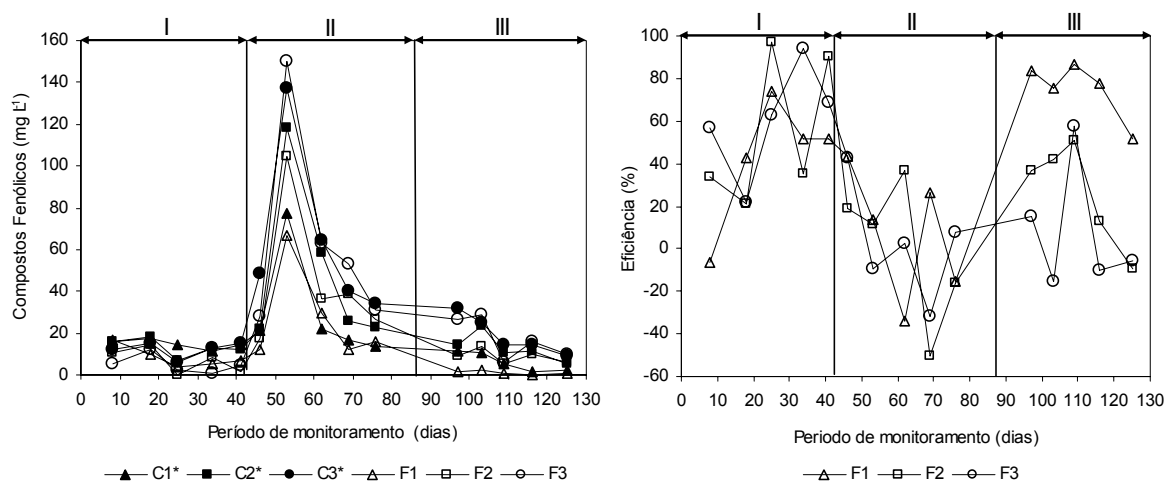 I II III
160
140
120
100
80
60
40
20
0
0 10 20 30 40 50 60 70 80 90 100 110 120 130
Compostos Fenólicos (mg L-1)
Período de monitoramento (dias)
C1* C2* C3* F1 F2 F3
I II III
100
80
60
40
20
0
-20
-40
-60
0 10 20 30 40 50 60 70 80 90 100 110 120 130
Eficiência (%)
Periodo de monitoramento (dias)
F1 F2 F3